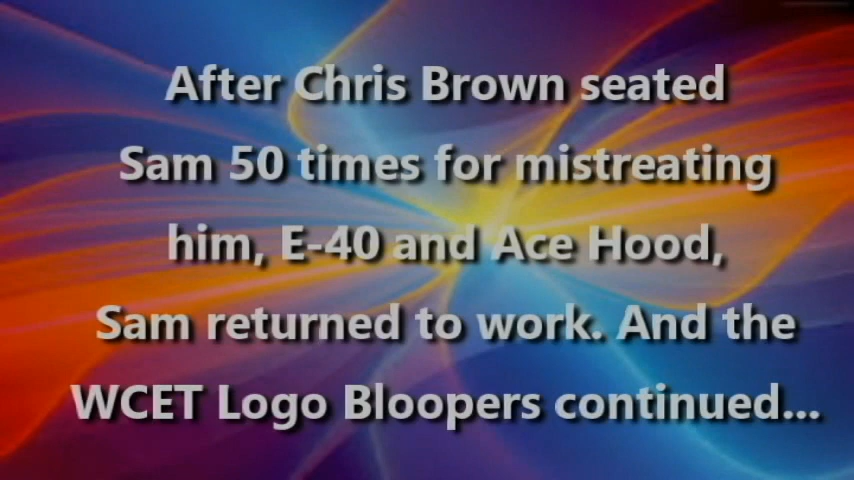 After Chris Brown seated
Sam 50 times for mistreating
him, E-40 and Ace Hood,
Sam returned to work. And the
WCET Logo Bloopers continued...